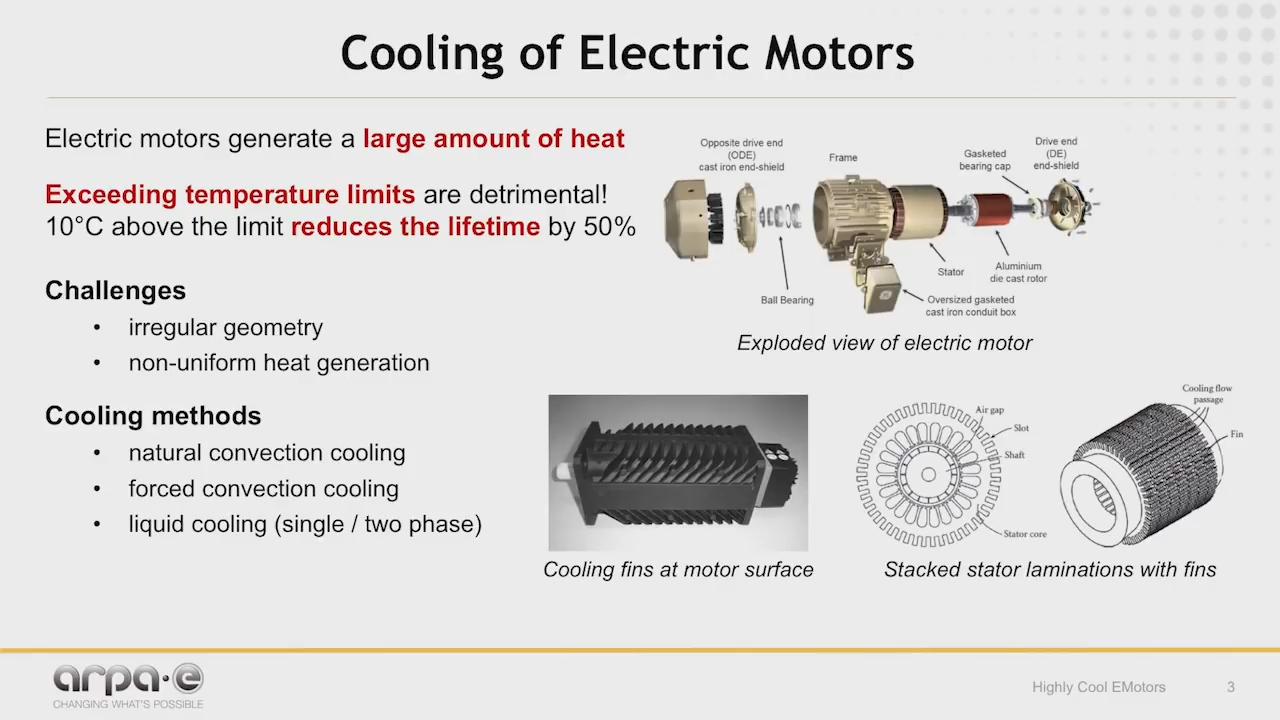 Cooling of Electric Motors
Electric motors generate a large amount of heat
Exceeding temperature limits are detrimental!
10°C above the limit reduces the lifetime by 50%
Challenges
• irregular geometry
• non-uniform heat generation
Cooling methods
• natural convection cooling
• forced convection cooling
• liquid cooling (single / two phase)
Opposite drive end
(ODE)
cast iron end-shield
Frame
Gasketed
bearing cap
Drive end
(DE)
end-shield
Ball Bearing
Stator
Aluminium
die cast rotor
Oversized gasketed
cast iron conduit box
Exploded view of electric motor
Cooling fins at motor surface
Air gap
Slot
Shaft
Stator core
Cooling flow
passage
Fin
Stacked stator laminations with fins
arpa·e
CHANGING WHAT'S POSSIBLE
Highly Cool EMotors
3